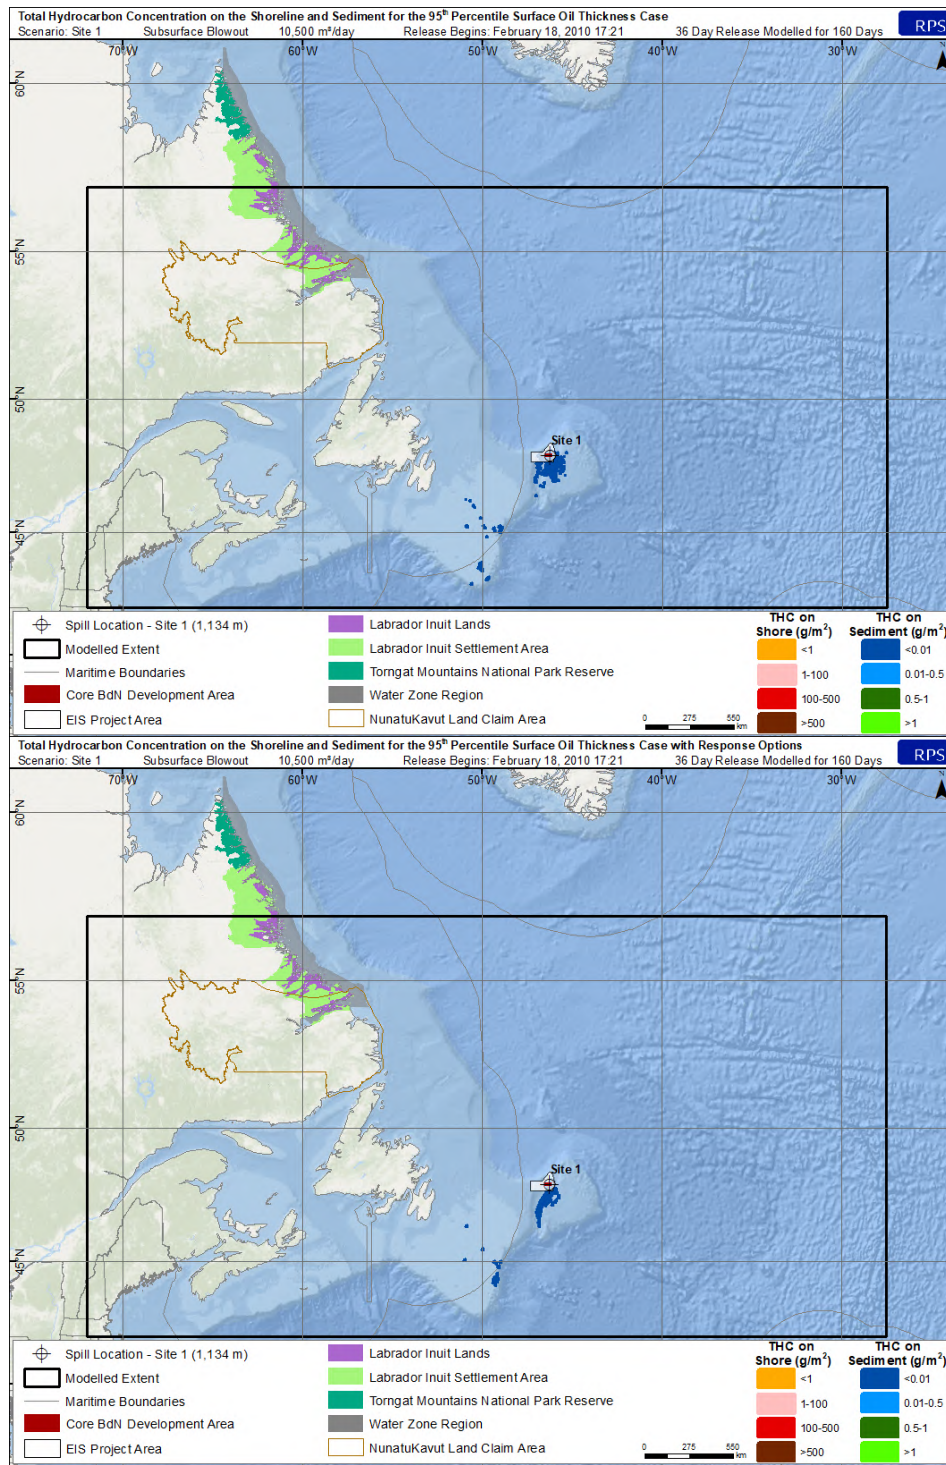 Total Hydrocarbon Concentration on the Shoreline and Sediment for the 95th Percentile Surface Oil Thickness Case
Scenario: Site 1 Subsurface Blowout 10,500 m³/day Release Begins: February 18, 2010 17:21 36 Day Release Modelled for 160 Days
RPS
70°W 60°W 50°W 40°W 30°W
60°N
55°N
50°N
Site 1
45°N
Spill Location - Site 1 (1,134 m)
Modelled Extent
Maritime Boundaries
Core BdN Development Area
EIS Project Area
Labrador Inuit Lands
Labrador Inuit Settlement Area
Torngat Mountains National Park Reserve
Water Zone Region
NunatuKavut Land Claim Area
0 275 550
km
THC on
Shore (g/m²)
<1
1-100
100-500
>500
THC on
Sediment (g/m²)
<0.01
0.01-0.5
0.5-1
>1
Total Hydrocarbon Concentration on the Shoreline and Sediment for the 95th Percentile Surface Oil Thickness Case with Response Options
Scenario: Site 1 Subsurface Blowout 10,500 m³/day Release Begins: February 18, 2010 17:21 36 Day Release Modelled for 160 Days
RPS
70°W 60°W 50°W 40°W 30°W
60°N
55°N
50°N
Site 1
45°N
Spill Location - Site 1 (1,134 m)
Modelled Extent
Maritime Boundaries
Core BdN Development Area
EIS Project Area
Labrador Inuit Lands
Labrador Inuit Settlement Area
Torngat Mountains National Park Reserve
Water Zone Region
NunatuKavut Land Claim Area
0 275 550
km
THC on
Shore (g/m²)
<1
1-100
100-500
>500
THC on
Sediment (g/m²)
<0.01
0.01-0.5
0.5-1
>1